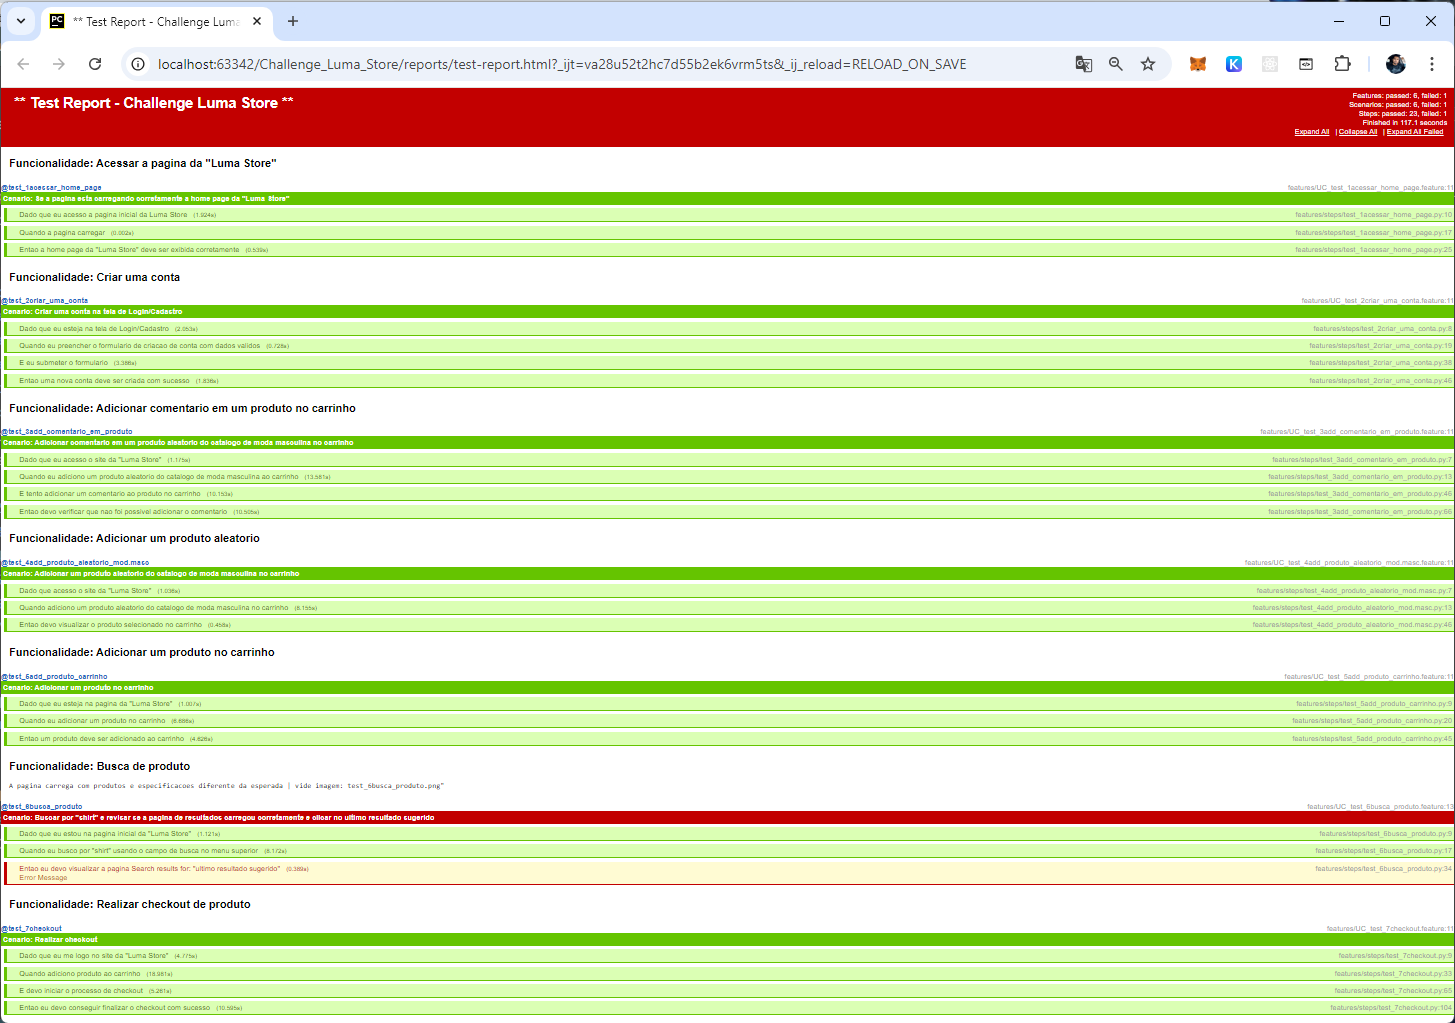 ** Test Report - Challenge Luma
localhost:63342/Challenge_Luma_Store/reports/test-report.html?_ijt=va28u52t2hc7d55b2ek6vrm5ts&_ij_reload=RELOAD_ON_SAVE
** Test Report - Challenge Luma Store **
Features: passed: 6, failed: 1
Scenarios: passed: 6, failed: 1
Steps: passed: 23, failed: 1
Finished in 117.1 seconds
Expand All | Collapse All | Expand All Failed
Funcionalidade: Acessar a pagina da "Luma Store"
@test_1acessar_home_page features/UC_test_1acessar_home_page.feature:11
Cenario: Se a pagina esta carregando corretamente a home page da "Luma Store"
Dado que eu acesso a pagina inicial da Luma Store (1.924s) features/steps/test_1acessar_home_page.py:10
Quando a pagina carregar (0.002s) features/steps/test_1acessar_home_page.py:17
Entao a home page da "Luma Store" deve ser exibida corretamente (0.539s) features/steps/test_1acessar_home_page.py:25
Funcionalidade: Criar uma conta
@test_2criar_uma_conta features/UC_test_2criar_uma_conta.feature:11
Cenario: Criar uma conta na tela de Login/Cadastro
Dado que eu esteja na tela de Login/Cadastro (2.053s) features/steps/test_2criar_uma_conta.py:8
Quando eu preencher o formulario de criacao de conta com dados validos (0.728s) features/steps/test_2criar_uma_conta.py:19
E eu submeter o formulario (3.386s) features/steps/test_2criar_uma_conta.py:38
Entao uma nova conta deve ser criada com sucesso (1.836s) features/steps/test_2criar_uma_conta.py:46
Funcionalidade: Adicionar comentario em um produto no carrinho
@test_3add_comentario_em_produto features/UC_test_3add_comentario_em_produto.feature:11
Cenario: Adicionar comentario em um produto aleatorio do catalogo de moda masculina no carrinho
Dado que eu acesso o site da "Luma Store" (1.175s) features/steps/test_3add_comentario_em_produto.py:7
Quando eu adiciono um produto aleatorio do catalogo de moda masculina ao carrinho (13.581s) features/steps/test_3add_comentario_em_produto.py:13
E tento adicionar um comentario ao produto no carrinho (10.153s) features/steps/test_3add_comentario_em_produto.py:46
Entao devo verificar que nao foi possivel adicionar o comentario (10.505s) features/steps/test_3add_comentario_em_produto.py:66
Funcionalidade: Adicionar um produto aleatorio
@test_4add_produto_aleatorio_mod.masc features/UC_test_4add_produto_aleatorio_mod.masc.feature:11
Cenario: Adicionar um produto aleatorio do catalogo de moda masculina no carrinho
Dado que acesso o site da "Luma Store" (1.038s) features/steps/test_4add_produto_aleatorio_mod.masc.py:7
Quando adiciono um produto aleatorio do catalogo de moda masculina no carrinho (8.155s) features/steps/test_4add_produto_aleatorio_mod.masc.py:13
Entao devo visualizar o produto selecionado no carrinho (0.458s) features/steps/test_4add_produto_aleatorio_mod.masc.py:46
Funcionalidade: Adicionar um produto no carrinho
@test_5add_produto_carrinho features/UC_test_5add_produto_carrinho.feature:11
Cenario: Adicionar um produto no carrinho
Dado que eu esteja na pagina da "Luma Store" (1.007s) features/steps/test_5add_produto_carrinho.py:9
Quando eu adicionar um produto no carrinho (6.686s) features/steps/test_5add_produto_carrinho.py:20
Entao um produto deve ser adicionado ao carrinho (4.626s) features/steps/test_5add_produto_carrinho.py:45
Funcionalidade: Busca de produto
A pagina carrega com produtos e especificacoes diferente da esperada | vide imagem: test_6busca_produto.png"
@test_6busca_produto features/UC_test_6busca_produto.feature:13
Cenario: Buscar por "shirt" e revisar se a pagina de resultados carregou corretamente e clicar no ultimo resultado sugerido
Dado que eu estou na página inicial da "Luma Store" (1.121s) features/steps/test_6busca_produto.py:9
Quando eu busco por "shirt" usando o campo de busca no menu superior (8.172s) features/steps/test_6busca_produto.py:17
Entao eu devo visualizar a pagina Search results for: "ultimo resultado sugerido" (0.389s) features/steps/test_6busca_produto.py:34
Error Message
Funcionalidade: Realizar checkout de produto
@test_7checkout features/UC_test_7checkout.feature:11
Cenario: Realizar checkout
Dado que eu me logo no site da "Luma Store" (4.775s) features/steps/test_7checkout.py:9
Quando adiciono produto ao carrinho (18.981s) features/steps/test_7checkout.py:33
E devo iniciar o processo de checkout (5.261s) features/steps/test_7checkout.py:65
Entao eu devo conseguir finalizar o checkout com sucesso (10.595s) features/steps/test_7checkout.py:104